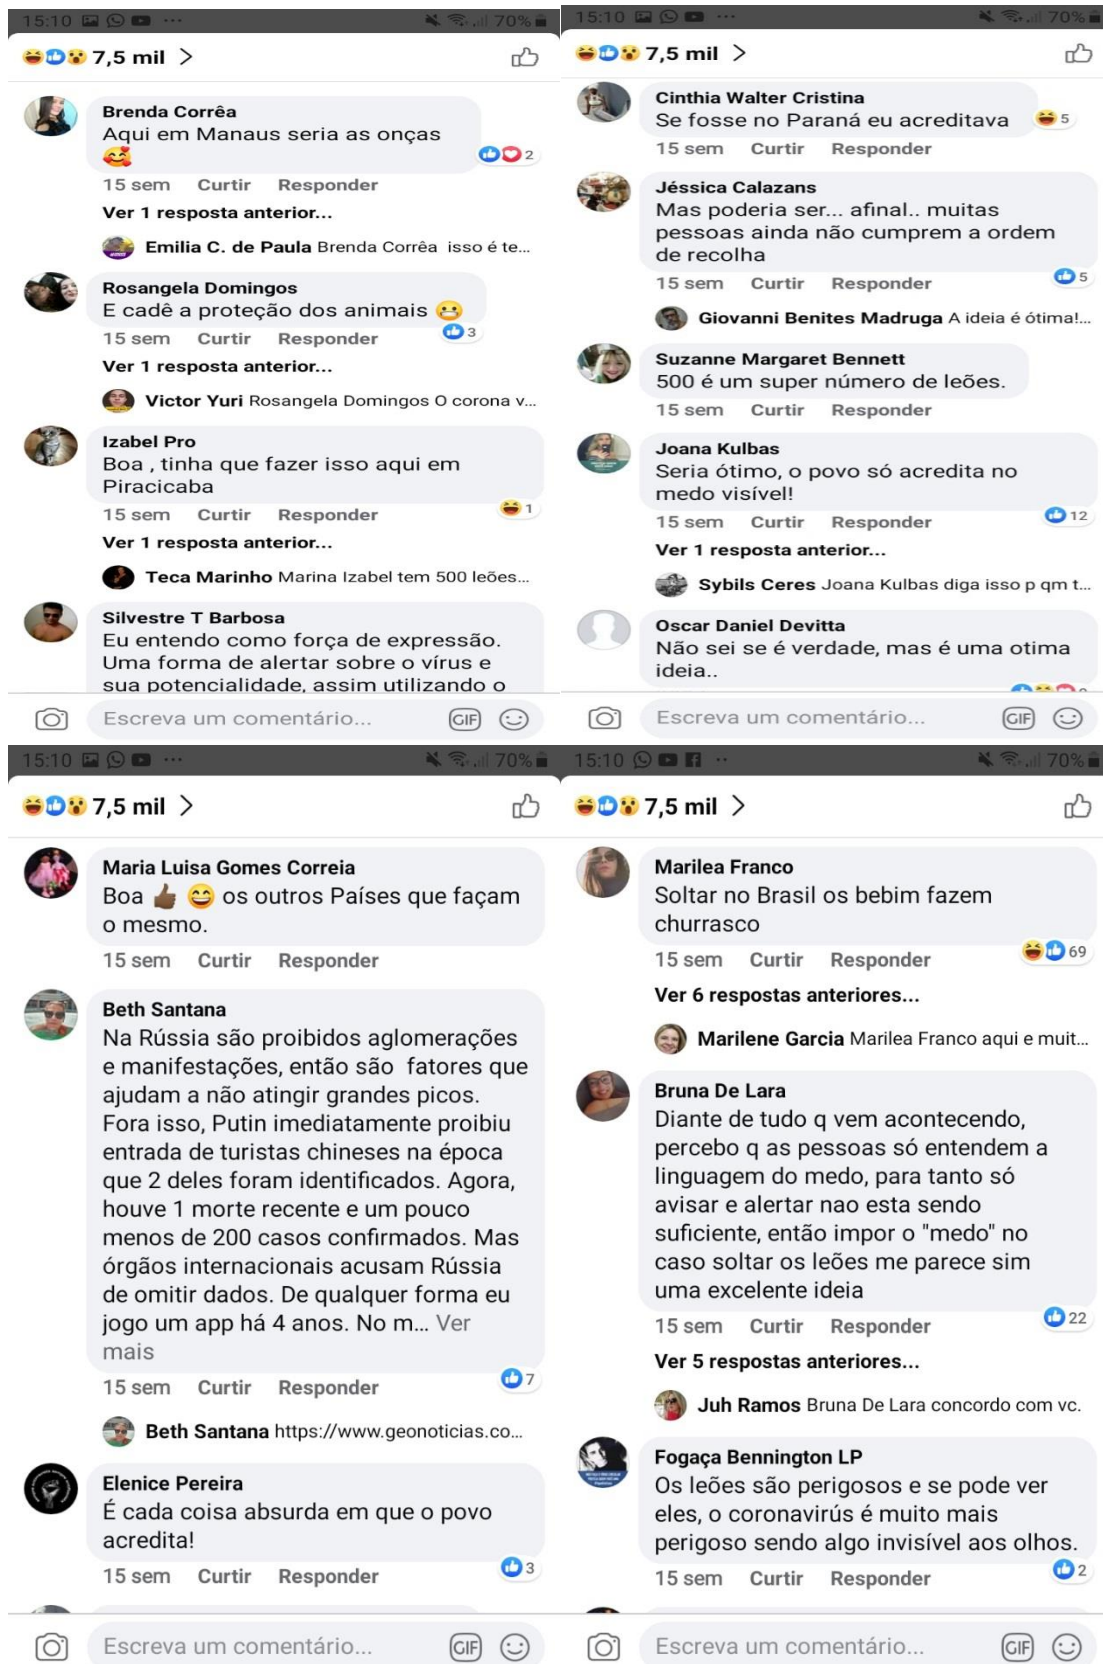 15:10 70%
7,5 mil >
Brenda Corrêa
Aqui em Manaus seria as onças
2
15 sem Curtir Responder
Ver 1 resposta anterior...
Emilia C. de Paula Brenda Corrêa isso é te...
Rosangela Domingos
E cadê a proteção dos animais
15 sem Curtir Responder 3
Ver 1 resposta anterior...
Victor Yuri Rosangela Domingos O corona v...
Izabel Pro
Boa , tinha que fazer isso aqui em
Piracicaba
15 sem Curtir Responder 1
Ver 1 resposta anterior...
Teca Marinho Marina Izabel tem 500 leões...
Silvestre T Barbosa
Eu entendo como força de expressão.
Uma forma de alertar sobre o vírus e
sua potencialidade, assim utilizando o
Escreva um comentário... GIF
15:10 70%
7,5 mil >
Cinthia Walter Cristina
Se fosse no Paraná eu acreditava 5
15 sem Curtir Responder
Jéssica Calazans
Mas poderia ser... afinal.. muitas
pessoas ainda não cumprem a ordem
de recolha
15 sem Curtir Responder 5
Giovanni Benites Madruga A ideia é ótima!...
Suzanne Margaret Bennett
500 é um super número de leões.
15 sem Curtir Responder
Joana Kulbas
Seria ótimo, o povo só acredita no
medo visível!
15 sem Curtir Responder 12
Ver 1 resposta anterior...
Sybils Ceres Joana Kulbas diga isso p qm t...
Oscar Daniel Devitta
Não sei se é verdade, mas é uma otima
ideia..
Escreva um comentário... GIF
15:10 70%
7,5 mil >
Maria Luisa Gomes Correia
Boa os outros Países que façam
o mesmo.
15 sem Curtir Responder
Beth Santana
Na Rússia são proibidos aglomerações
e manifestações, então são fatores que
ajudam a não atingir grandes picos.
Fora isso, Putin imediatamente proibiu
entrada de turistas chineses na época
que 2 deles foram identificados. Agora,
houve 1 morte recente e um pouco
menos de 200 casos confirmados. Mas
órgãos internacionais acusam Rússia
de omitir dados. De qualquer forma eu
jogo um app há 4 anos. No m... Ver
mais
15 sem Curtir Responder 7
Beth Santana https://www.geonoticias.co...
Elenice Pereira
É cada coisa absurda em que o povo
acredita!
15 sem Curtir Responder 3
Escreva um comentário... GIF
15:10 70%
7,5 mil >
Marilea Franco
Soltar no Brasil os bebim fazem
churrasco
15 sem Curtir Responder 69
Ver 6 respostas anteriores...
Marilene Garcia Marilea Franco aqui e muit...
Bruna De Lara
Diante de tudo q vem acontecendo,
percebo q as pessoas só entendem a
linguagem do medo, para tanto só
avisar e alertar nao esta sendo
suficiente, então impor o "medo" no
caso soltar os leões me parece sim
uma excelente ideia
15 sem Curtir Responder 22
Ver 5 respostas anteriores...
Juh Ramos Bruna De Lara concordo com vc.
Fogaça Bennington LP
Os leões são perigosos e se pode ver
eles, o coronavirús é muito mais
perigoso sendo algo invisível aos olhos.
15 sem Curtir Responder 2
Escreva um comentário... GIF